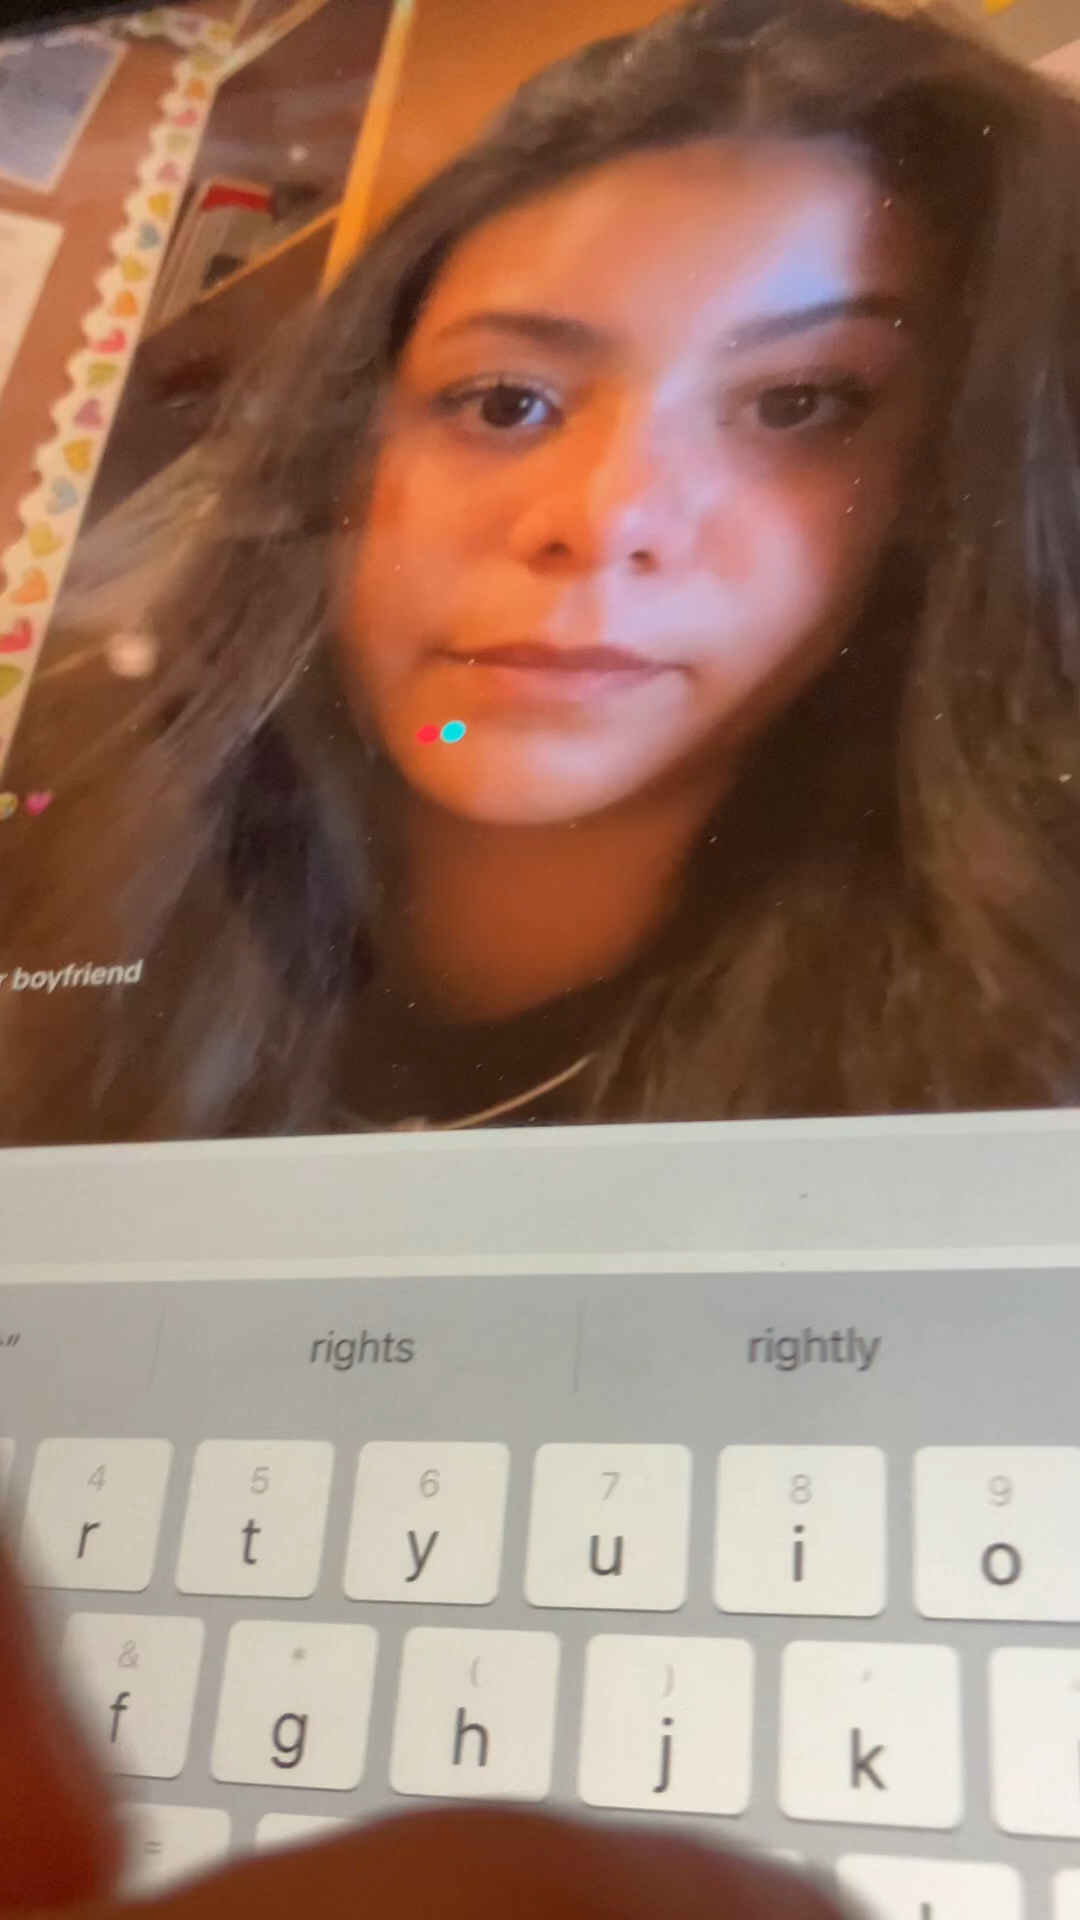 boyfriend
rights rightly
4 5 6 7 8 9
r t y u i o
& * ( ) '
f g h j k
=